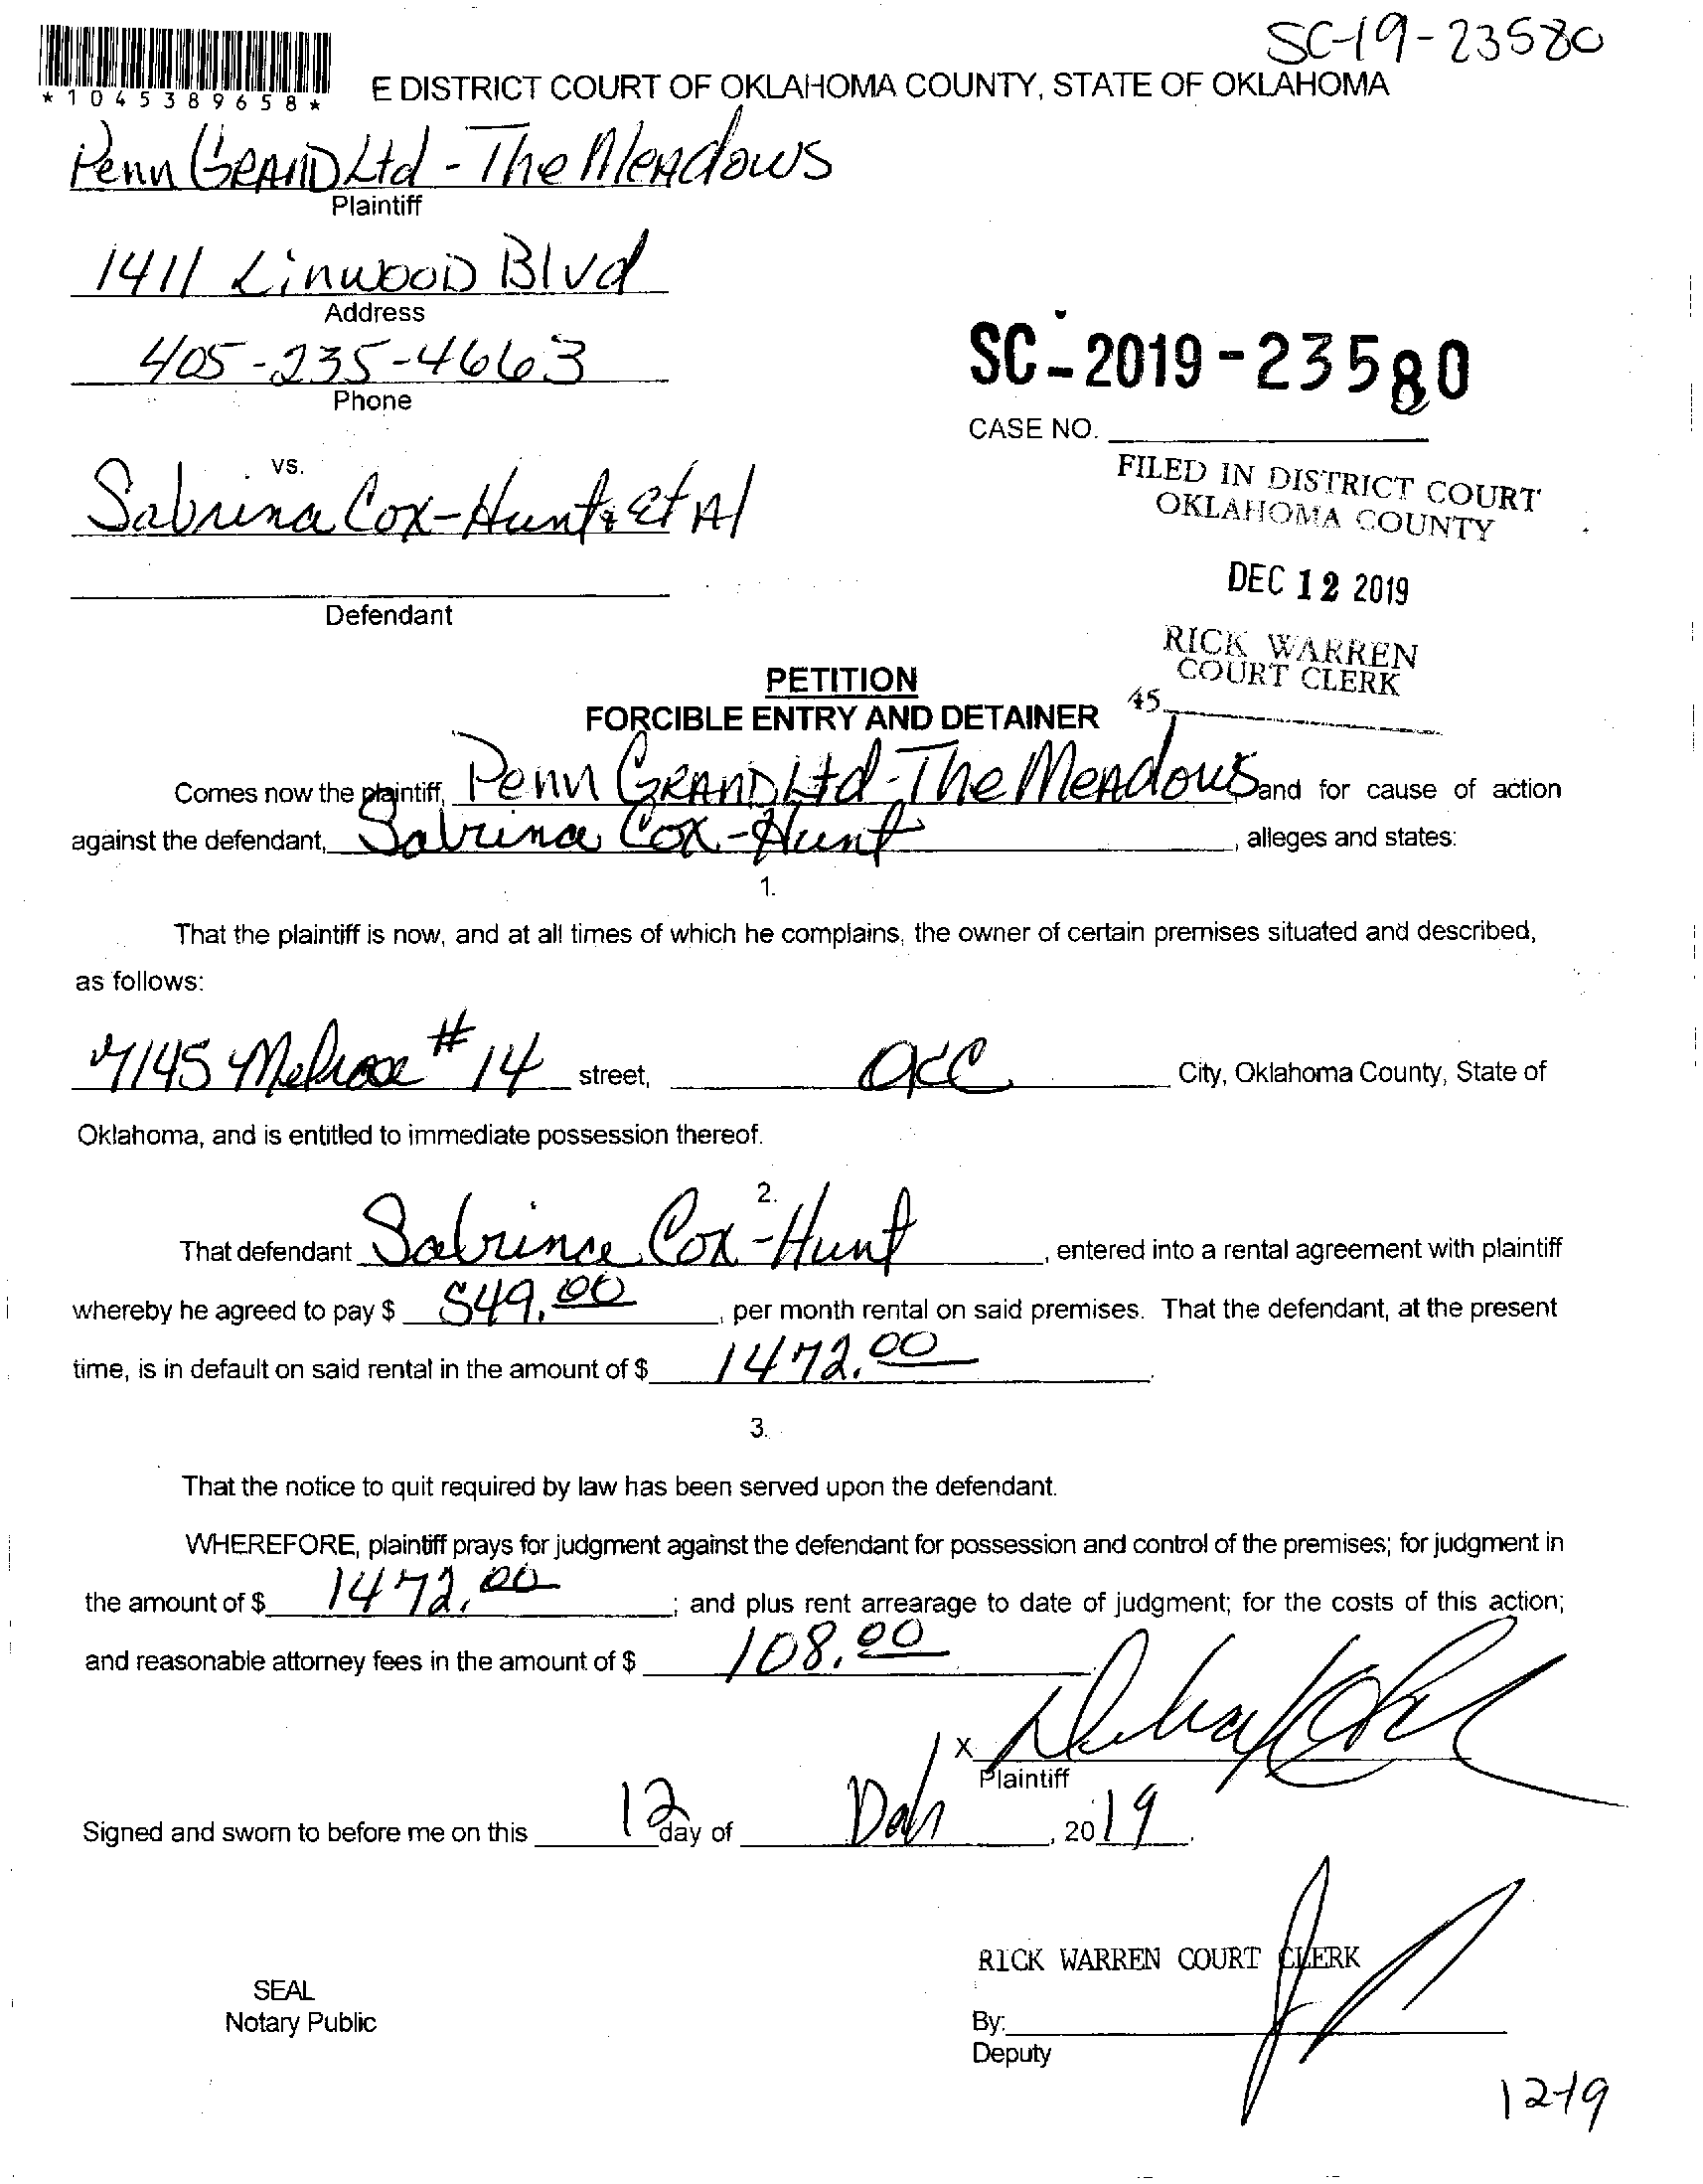 SC-19-23580
*1045389658*
E DISTRICT COURT OF OKLAHOMA COUNTY, STATE OF OKLAHOMA
Penn GRAND Ltd - The Meadows
Plaintiff
1411 Linwood Blvd
Address
405-235-4663
Phone
SC-2019-23580
CASE NO.
vs.
Sabrina Cox-Hunt & Et Al
FILED IN DISTRICT COURT
OKLAHOMA COUNTY
DEC 12 2019
Defendant
RICK WARREN
COURT CLERK
45
PETITION
FORCIBLE ENTRY AND DETAINER
Comes now the plaintiff, Penn GRAND Ltd - The Meadows and for cause of action
against the defendant, Sabrina Cox-Hunt, alleges and states:
1.
That the plaintiff is now, and at all times of which he complains, the owner of certain premises situated and described,
as follows:
7145 Melrose #14 street, OKC City, Oklahoma County, State of
Oklahoma, and is entitled to immediate possession thereof.
2.
That defendant Sabrina Cox-Hunt, entered into a rental agreement with plaintiff
whereby he agreed to pay $ 549.00, per month rental on said premises. That the defendant, at the present
time, is in default on said rental in the amount of $ 1472.00.
3.
That the notice to quit required by law has been served upon the defendant.
WHEREFORE, plaintiff prays for judgment against the defendant for possession and control of the premises; for judgment in
the amount of $ 1472.00; and plus rent arrearage to date of judgment; for the costs of this action;
and reasonable attorney fees in the amount of $ 108.00
X
Plaintiff
Signed and sworn to before me on this 12 day of , 2019.
RICK WARREN COURT CLERK
SEAL
Notary Public
By:
Deputy
12-19